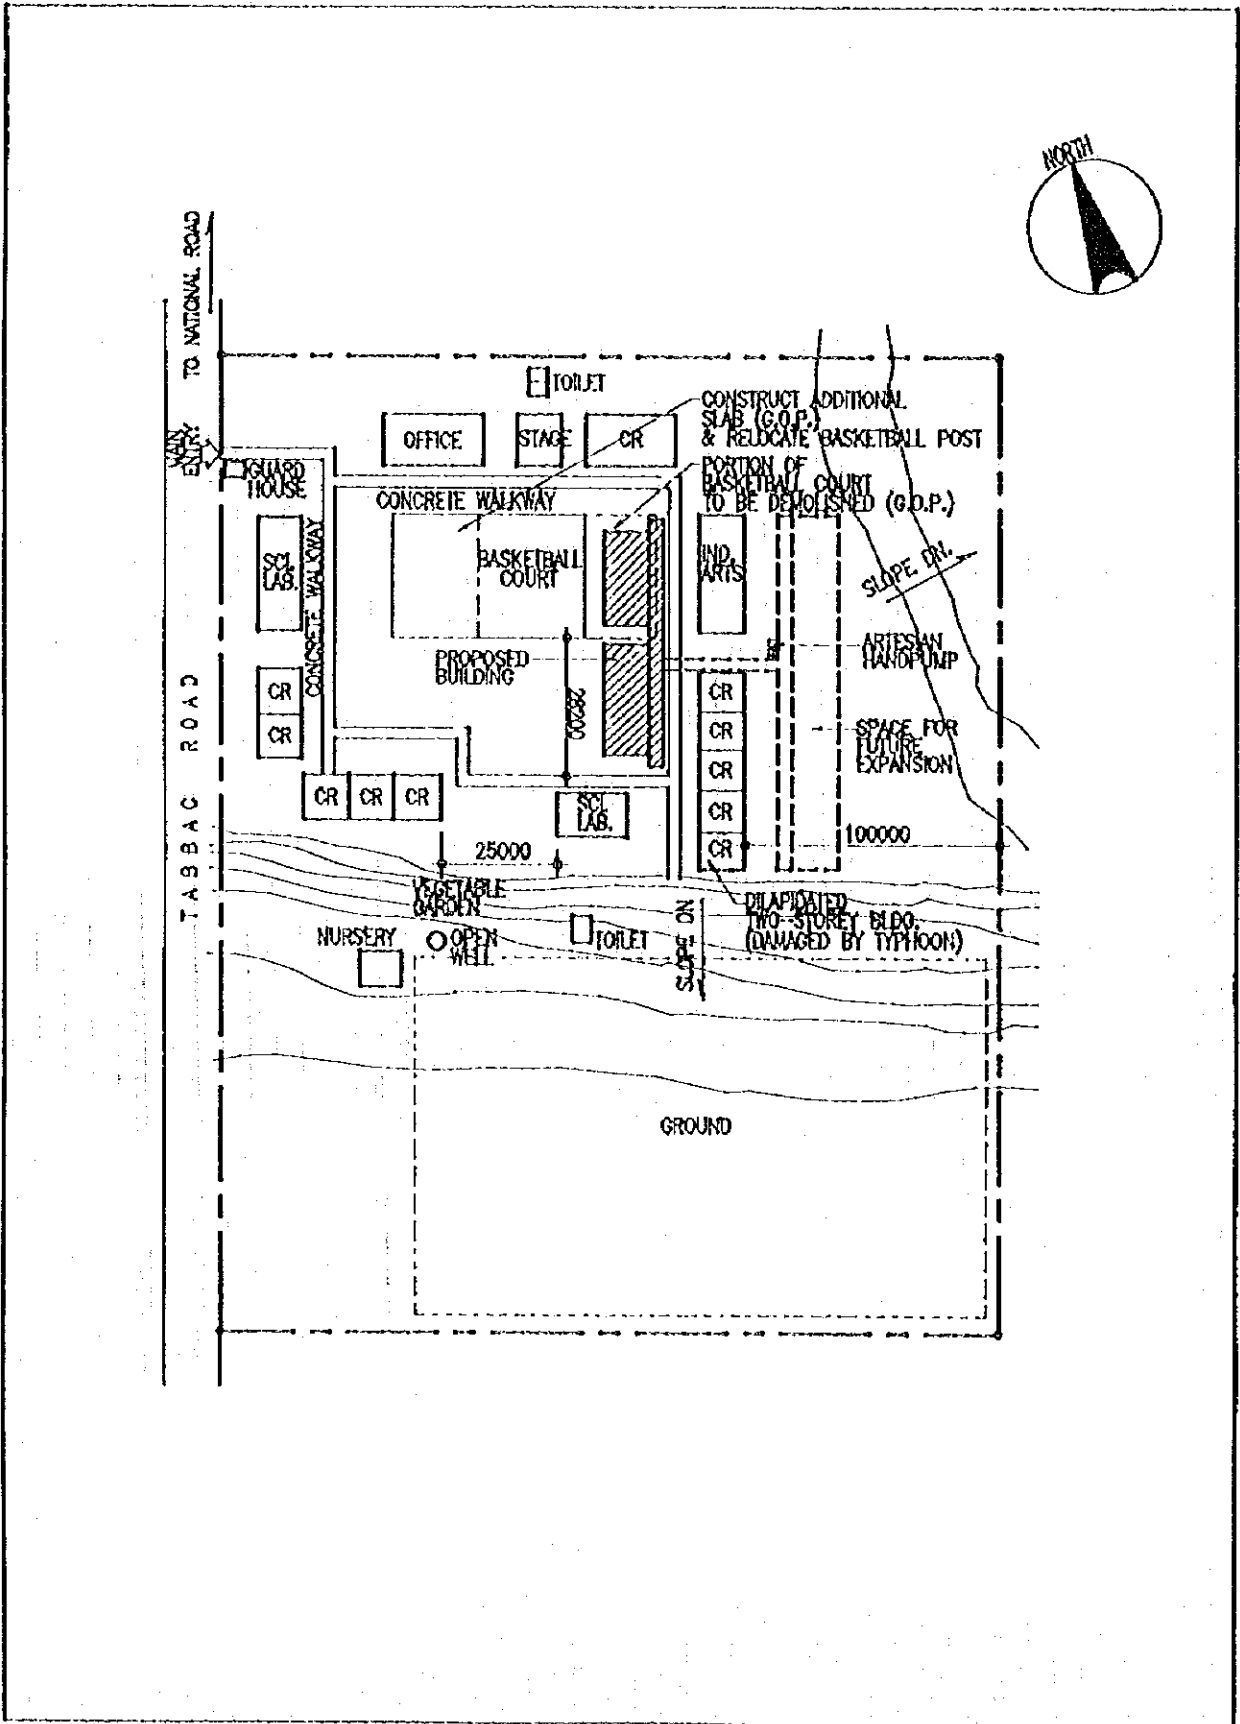 NORTH
TO NATIONAL ROAD
MAIN
ENTRY
TOILET
CONSTRUCT ADDITIONAL
SLAB (G.O.P.)
& RELOCATE BASKETBALL POST
OFFICE
STAGE
CR
PORTION OF
BASKETBALL COURT
TO BE DEMOLISHED (G.O.P.)
GUARD
HOUSE
CONCRETE WALKWAY
SCI.
LAB.
CONCRETE WALKWAY
BASKETBALL
COURT
IND.
ARTS
SLOPE DN.
PROPOSED
BUILDING
28200
ARTESIAN
HANDPUMP
CR
CR
CR
CR
CR
CR
CR
SPACE FOR
FUTURE
EXPANSION
TABBAC ROAD
CR
CR
CR
SCI.
LAB.
25000
100000
VEGETABLE
GARDEN
DILAPIDATED
TWO-STOREY BLDG.
(DAMAGED BY TYPHOON)
NURSERY
OPEN
WELL
TOILET
SLOPE DN
GROUND